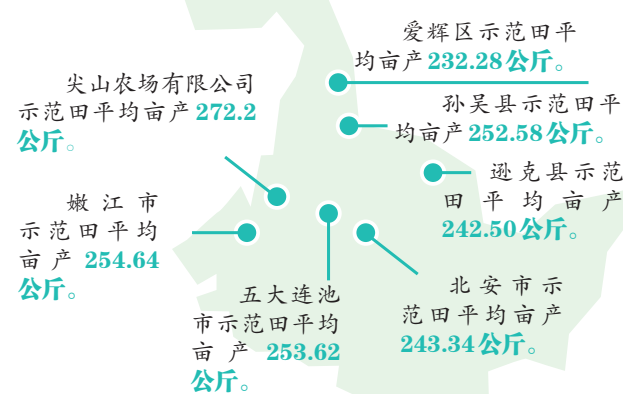 爱辉区示范田平
均亩产232.28公斤。
尖山农场有限公司
示范田平均亩产272.2
公斤。
孙吴县示范田平
均亩产252.58公斤。
逊克县示范
田平均亩产
242.50公斤。
嫩江市
示范田平均
亩产254.64
公斤。
五大连池
市示范田平均
亩产253.62
公斤。
北安市示
范田平均亩产
243.34公斤。